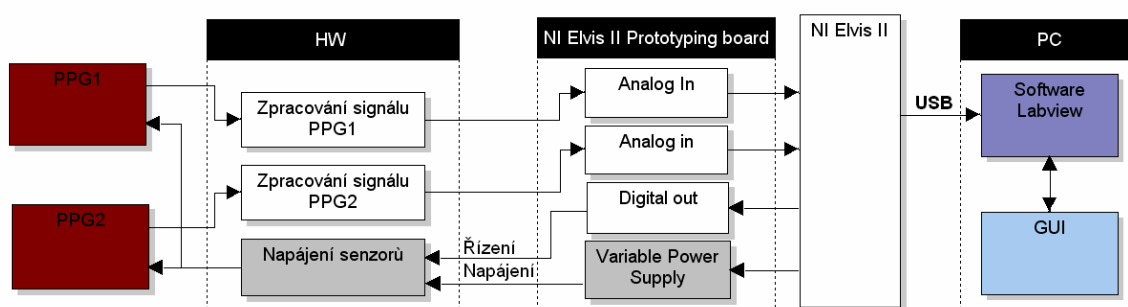 HW
NI Elvis II Prototyping board
NI Elvis II
PC
PPG1
Zpracování signálu
PPG1
Analog In
USB
Software
Labview
Analog in
Zpracování signálu
PPG2
PPG2
Digital out
GUI
Řízení
Napájení senzorů
Napájení
Variable Power
Supply